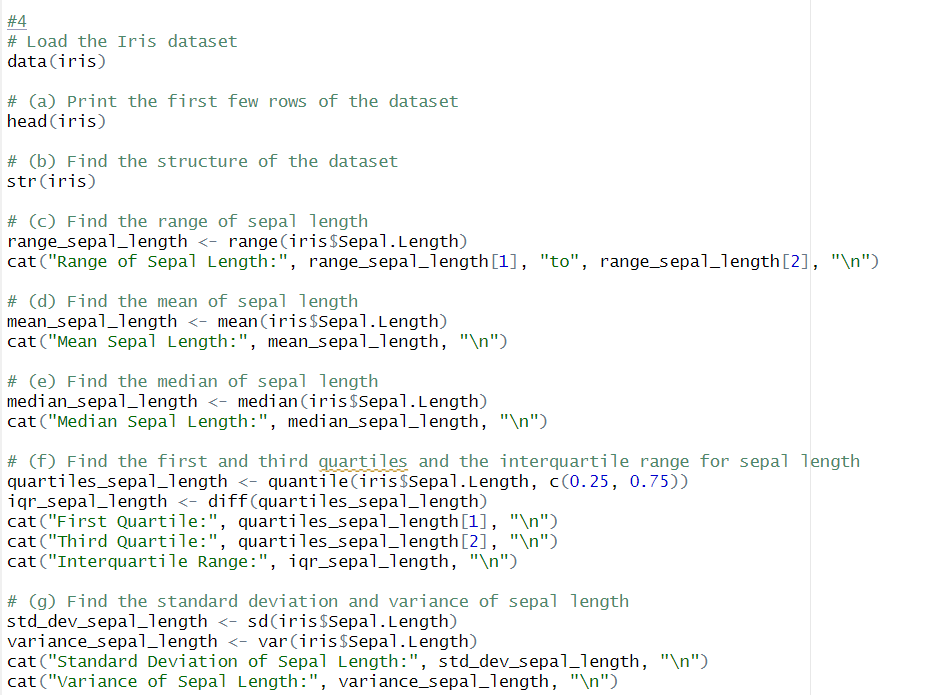 #4
# Load the Iris dataset
data(iris)
# (a) Print the first few rows of the dataset
head(iris)
# (b) Find the structure of the dataset
str(iris)
# (c) Find the range of sepal length
range_sepal_length <- range(iris$Sepal.Length)
cat("Range of Sepal Length:", range_sepal_length[1], "to", range_sepal_length[2], "\n")
# (d) Find the mean of sepal length
mean_sepal_length <- mean(iris$Sepal.Length)
cat("Mean Sepal Length:", mean_sepal_length, "\n")
# (e) Find the median of sepal length
median_sepal_length <- median(iris$Sepal.Length)
cat("Median Sepal Length:", median_sepal_length, "\n")
# (f) Find the first and third quartiles and the interquartile range for sepal length
quartiles_sepal_length <- quantile(iris$Sepal.Length, c(0.25, 0.75))
iqr_sepal_length <- diff(quartiles_sepal_length)
cat("First Quartile:", quartiles_sepal_length[1], "\n")
cat("Third Quartile:", quartiles_sepal_length[2], "\n")
cat("Interquartile Range:", iqr_sepal_length, "\n")
# (g) Find the standard deviation and variance of sepal length
std_dev_sepal_length <- sd(iris$Sepal.Length)
variance_sepal_length <- var(iris$Sepal.Length)
cat("Standard Deviation of Sepal Length:", std_dev_sepal_length, "\n")
cat("Variance of Sepal Length:", variance_sepal_length, "\n")